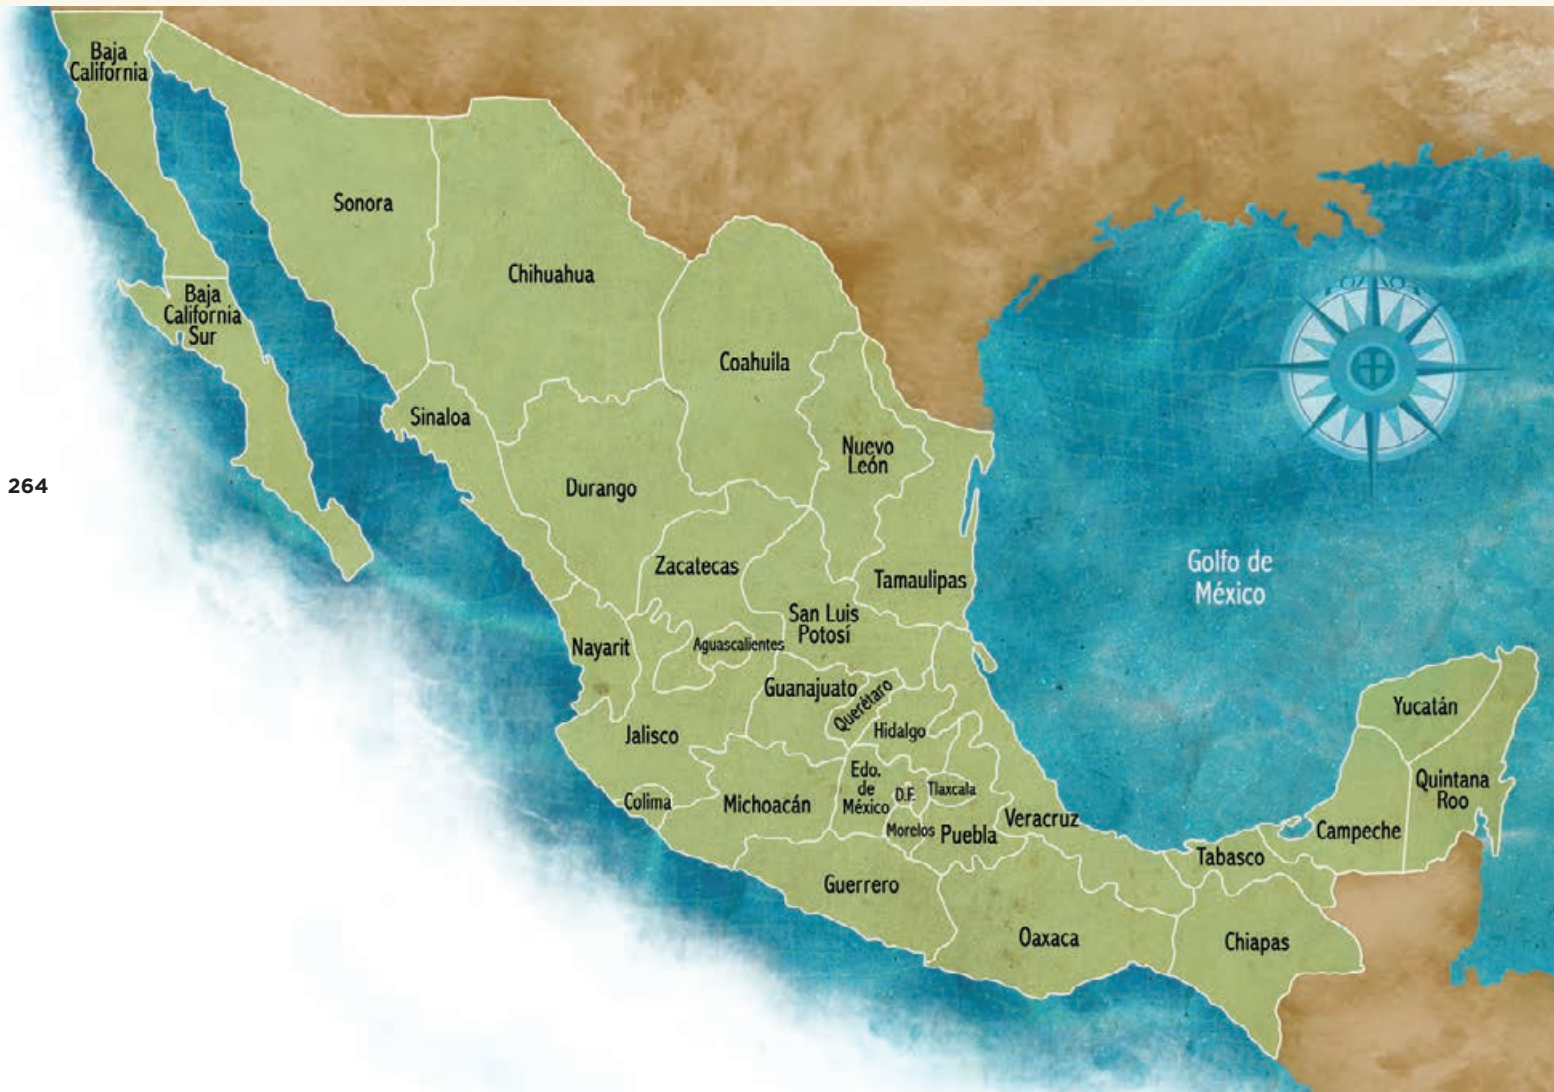 Baja
California
Sonora
Chihuahua
Baja
California
Sur
Coahuila
Sinaloa
Nuevo
León
264
Durango
Zacatecas
Tamaulipas
Golfo de
México
San Luis
Potosí
Nayarit
Aguascalientes
Guanajuato
Querétaro
Hidalgo
Jalisco
Yucatán
Edo.
de
México
D.F.
Tlaxcala
Colima
Michoacán
Morelos
Puebla
Veracruz
Quintana
Roo
Campeche
Tabasco
Guerrero
Oaxaca
Chiapas